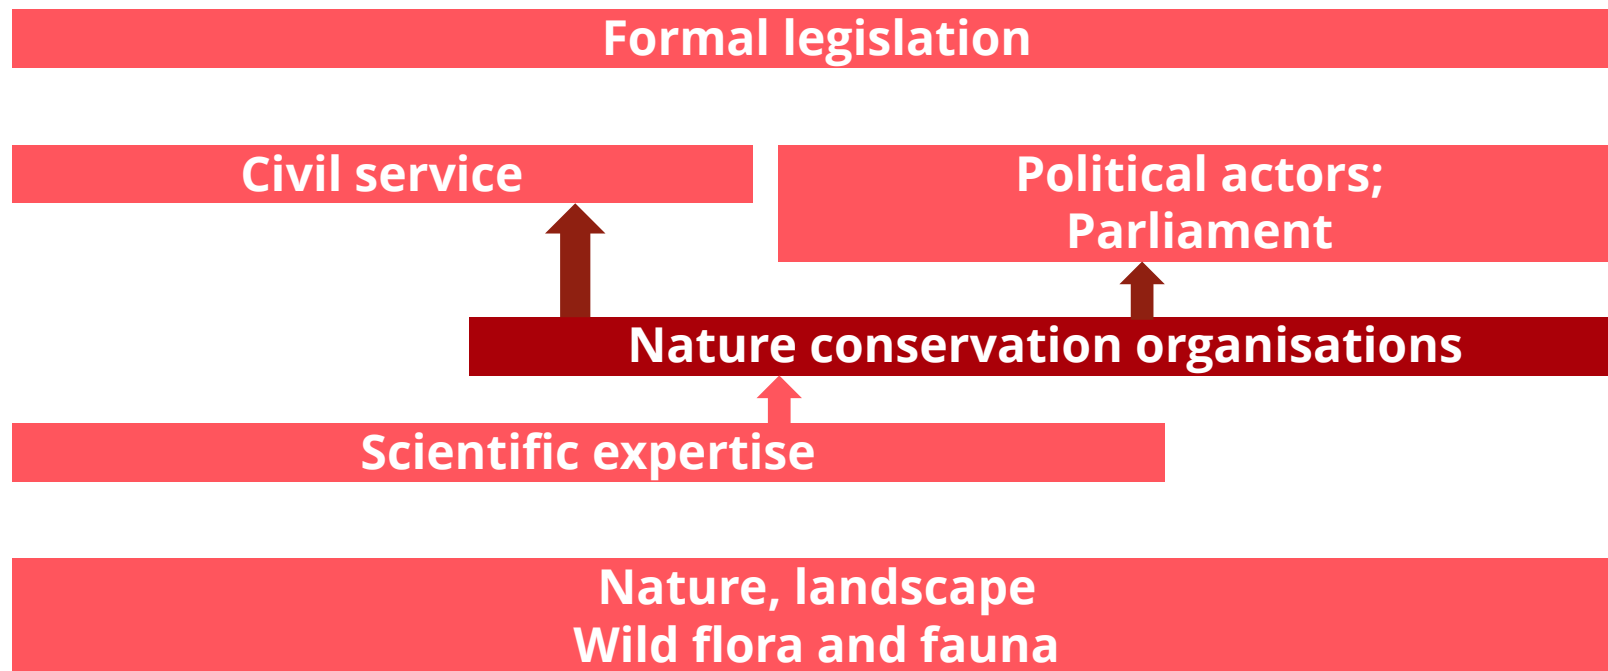 Formal legislation
Civil service
Political actors;
Parliament
Nature conservation organisations
Scientific expertise
Nature, landscape
Wild flora and fauna